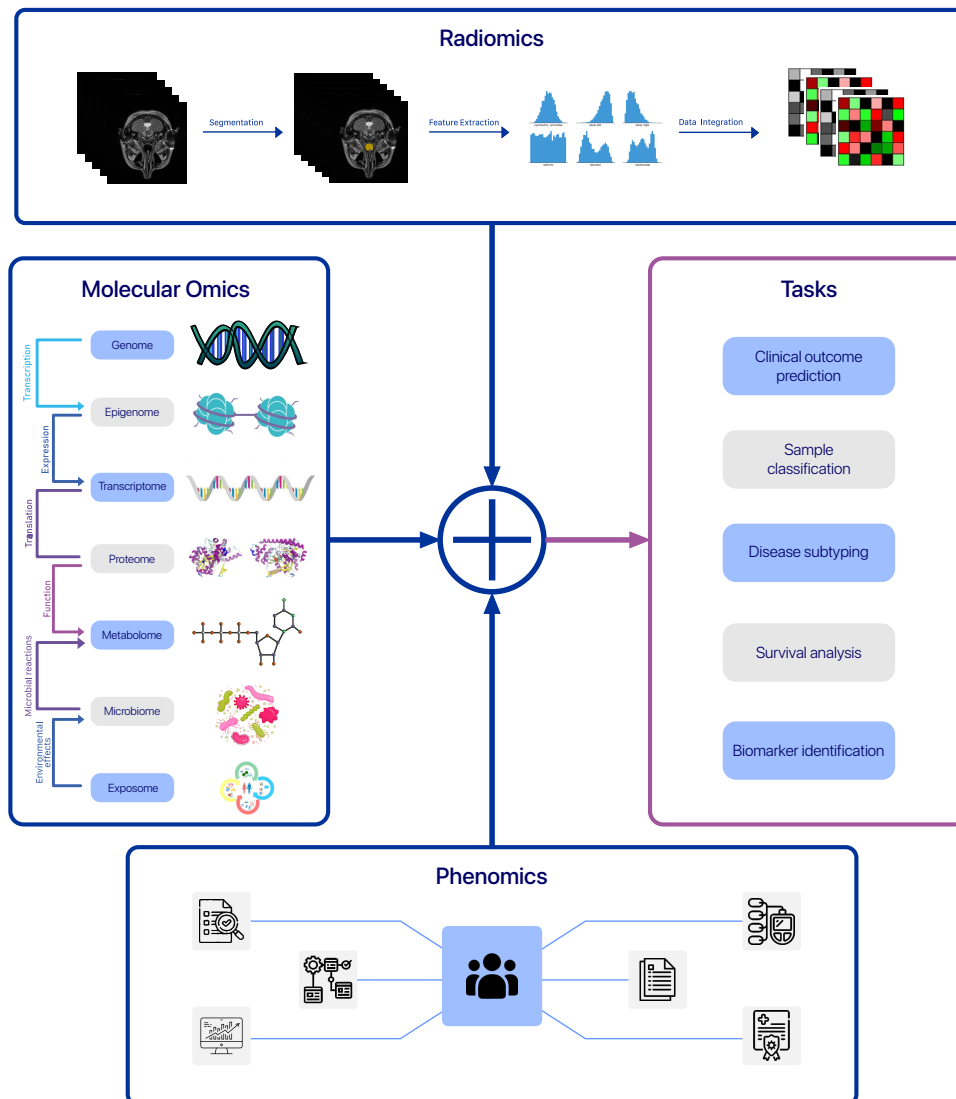 Radiomics
Segmentation
Feature Extraction
Data Integration
Molecular Omics
Genome
Transcription
Epigenome
Expression
Transcriptome
Translation
Proteome
Function
Metabolome
Microbial reactions
Microbiome
Environmental
effects
Exposome
Tasks
Clinical outcome
prediction
Sample
classification
Disease subtyping
Survival analysis
Biomarker identification
Phenomics